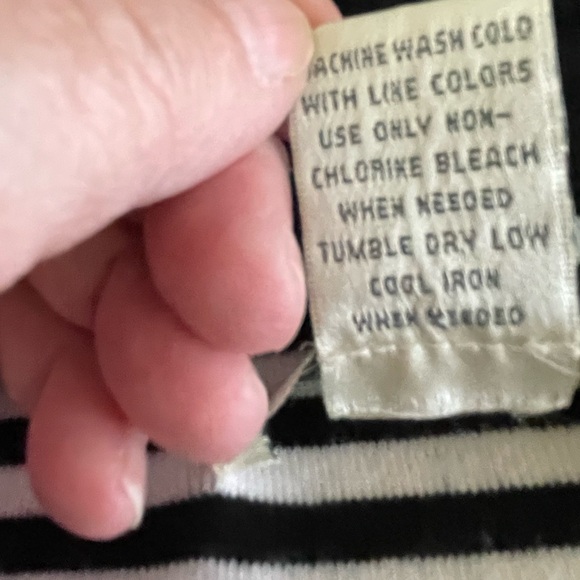 MACHINE WASH COLD
WITH LIKE COLORS
USE ONLY NON-
CHLORINE BLEACH
WHEN NEEDED
TUMBLE DRY LOW
COOL IRON
WHEN NEEDED